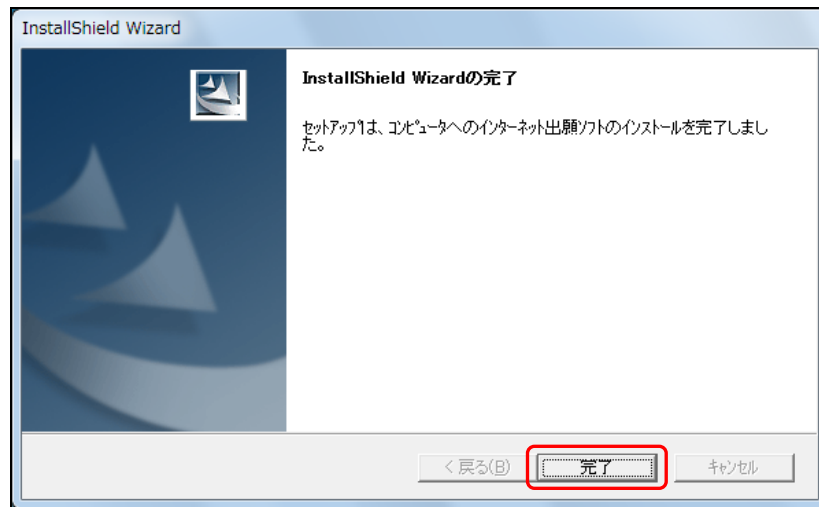 InstallShield Wizard
InstallShield Wizardの完了
セットアップは、コンピュータへのインターネット出願ソフトのインストールを完了しまし
た。
< 戻る(B)
完了
キャンセル